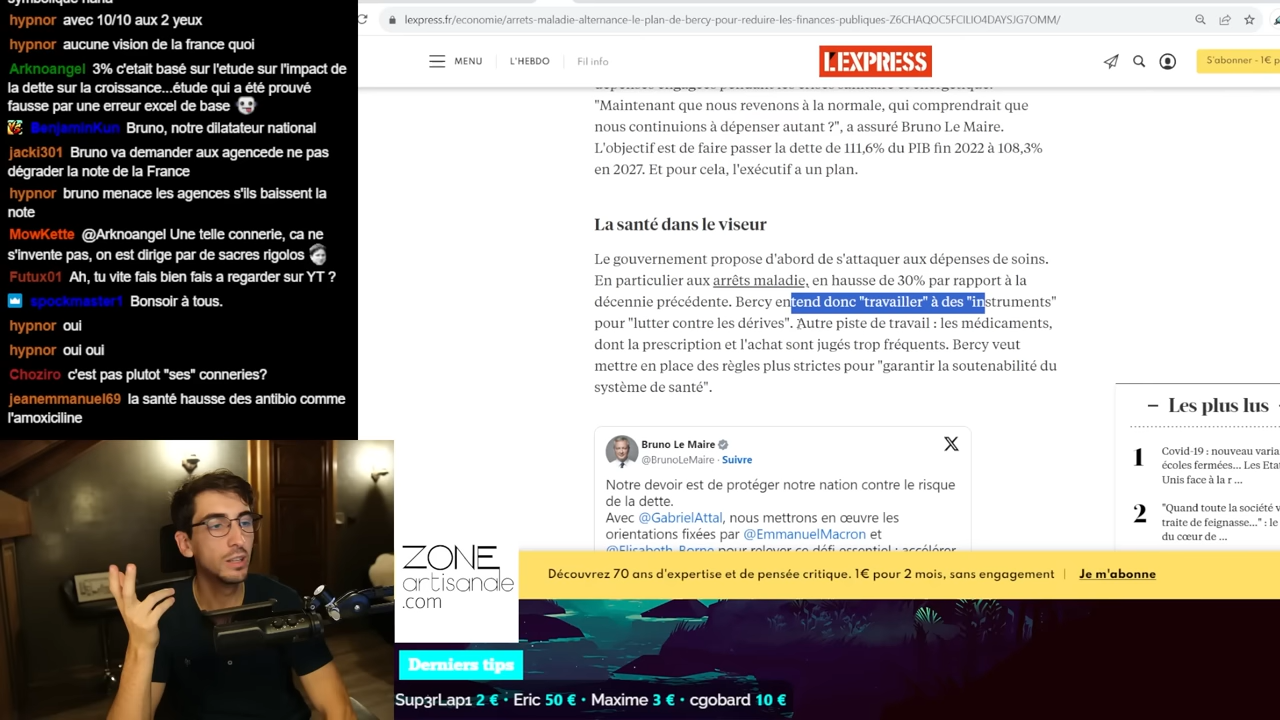 symbolique haha
hypnor avec 10/10 aux 2 yeux
hypnor aucune vision de la france quoi
Arknoangel 3% c'etait basé sur l'etude sur l'impact de
la dette sur la croissance...étude qui a été prouvé
fausse par une erreur excel de base
BenjaminKun Bruno, notre dilatateur national
jacki301 Bruno va demander aux agencede ne pas
dégrader la note de la France
hypnor bruno menace les agences s'ils baissent la
note
MowKette @Arknoangel Une telle connerie, ca ne
s'invente pas, on est dirige par de sacres rigolos
Futux01 Ah, tu vite fais bien fais a regarder sur YT ?
spockmaster1 Bonsoir à tous.
hypnor oui
hypnor oui oui
Choziro c'est pas plutot "ses" conneries?
jeanemmanuel69 la santé hausse des antibio comme
l'amoxiciline
lexpress.fr/economie/arrets-maladie-alternance-le-plan-de-bercy-pour-reduire-les-finances-publiques-Z6CHAQOC5FCILIO4DAYSJG7OMM/
MENU
L'HEBDO
Fil info
L'EXPRESS
S'abonner - 1€ p
dépenses engagées pendant les crises sanitaire et énergétique.
"Maintenant que nous revenons à la normale, qui comprendrait que
nous continuions à dépenser autant ?", a assuré Bruno Le Maire.
L'objectif est de faire passer la dette de 111,6% du PIB fin 2022 à 108,3%
en 2027. Et pour cela, l'exécutif a un plan.
La santé dans le viseur
Le gouvernement propose d'abord de s'attaquer aux dépenses de soins.
En particulier aux arrêts maladie, en hausse de 30% par rapport à la
décennie précédente. Bercy entend donc "travailler" à des "instruments"
pour "lutter contre les dérives". Autre piste de travail : les médicaments,
dont la prescription et l'achat sont jugés trop fréquents. Bercy veut
mettre en place des règles plus strictes pour "garantir la soutenabilité du
système de santé".
Bruno Le Maire
@BrunoLeMaire · Suivre
Notre devoir est de protéger notre nation contre le risque
de la dette.
Avec @GabrielAttal, nous mettrons en œuvre les
orientations fixées par @EmmanuelMacron et
@Elisabeth_Borne pour relever ce défi essentiel : accélérer
Les plus lus
1 Covid-19 : nouveau varia
écoles fermées... Les Etat
Unis face à la r ...
2 "Quand toute la société v
traite de feignasse..." : le
du cœur de ...
Découvrez 70 ans d'expertise et de pensée critique. 1€ pour 2 mois, sans engagement | Je m'abonne
ZONE
artisanale
.com
Derniers tips
Sup3rLap1 2 € • Eric 50 € • Maxime 3 € • cgobard 10 €